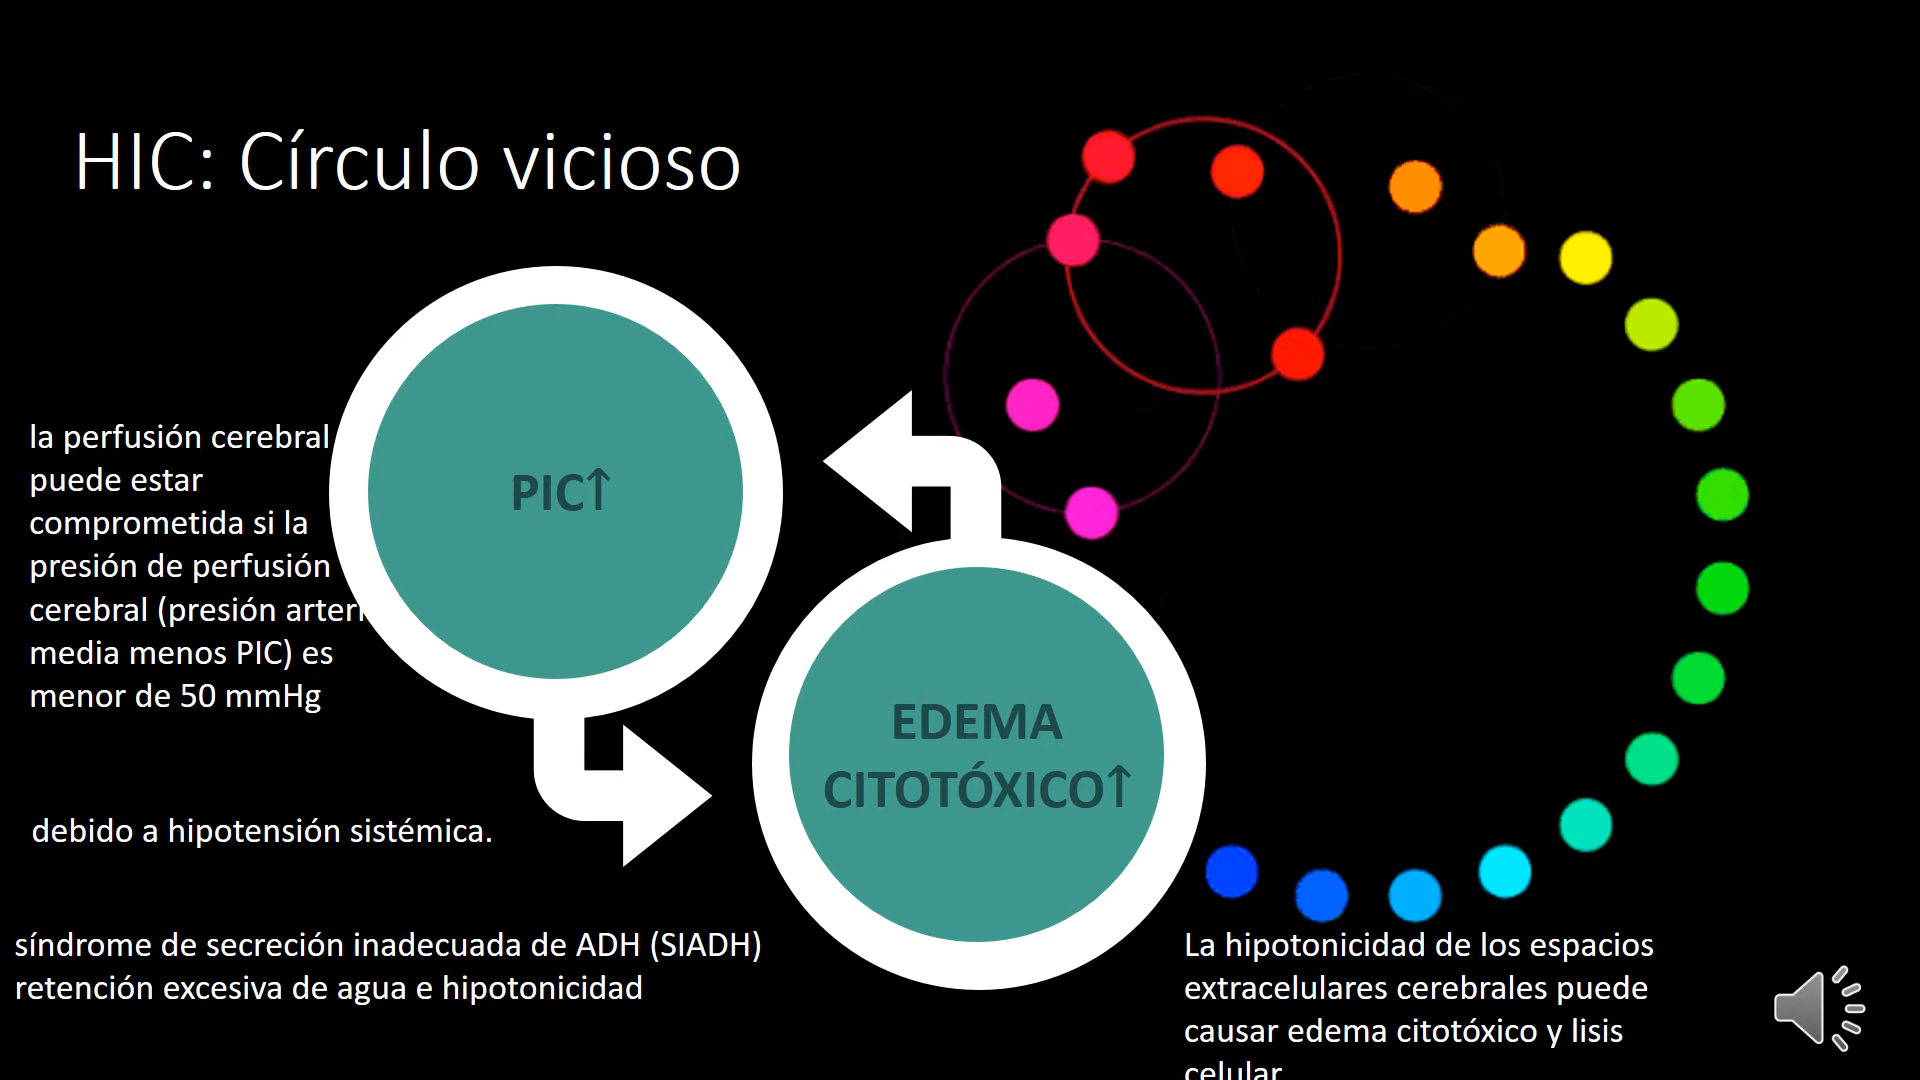 HIC: Círculo vicioso
la perfusión cerebral
puede estar
comprometida si la
presión de perfusión
cerebral (presión arteri
media menos PIC) es
menor de 50 mmHg
PIC↑
EDEMA
CITOTÓXICO↑
debido a hipotensión sistémica.
síndrome de secreción inadecuada de ADH (SIADH)
retención excesiva de agua e hipotonicidad
La hipotonicidad de los espacios
extracelulares cerebrales puede
causar edema citotóxico y lisis
celular